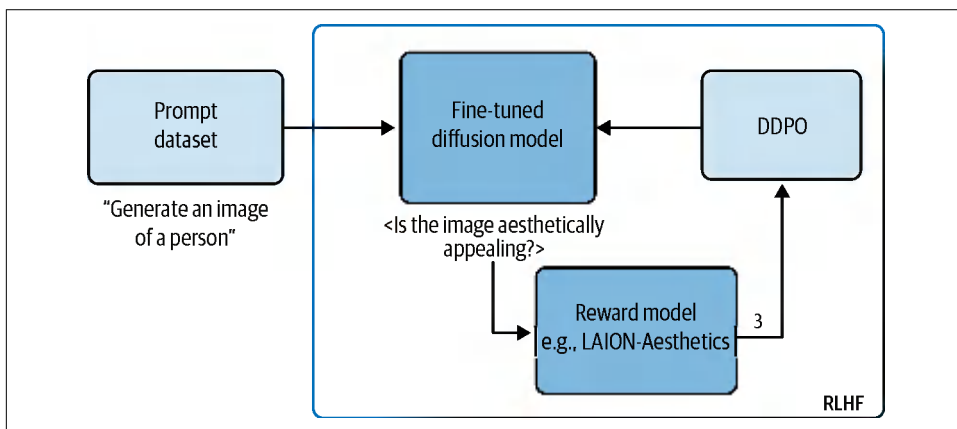 Prompt
dataset
Fine-tuned
diffusion model
DDPO
“Generate an image
of a person”
<Is the image aesthetically
appealing?>
Reward model
e.g., LAION-Aesthetics
3
RLHF